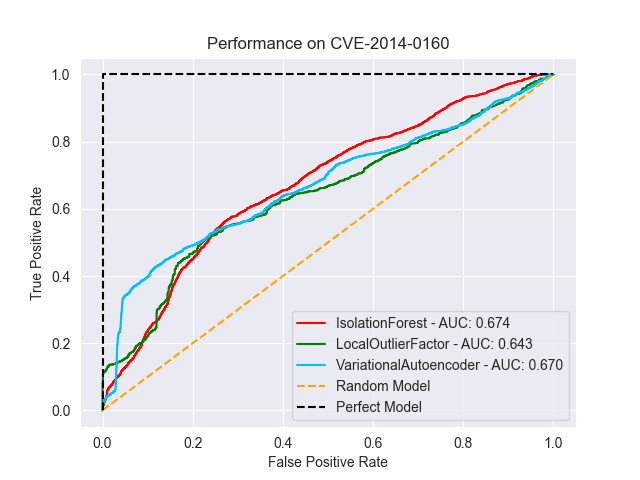 Performance on CVE-2014-0160
True Positive Rate
1.0
0.8
0.6
0.4
0.2
0.0
0.0 0.2 0.4 0.6 0.8 1.0
False Positive Rate
IsolationForest - AUC: 0.674
LocalOutlierFactor - AUC: 0.643
VariationalAutoencoder - AUC: 0.670
Random Model
Perfect Model